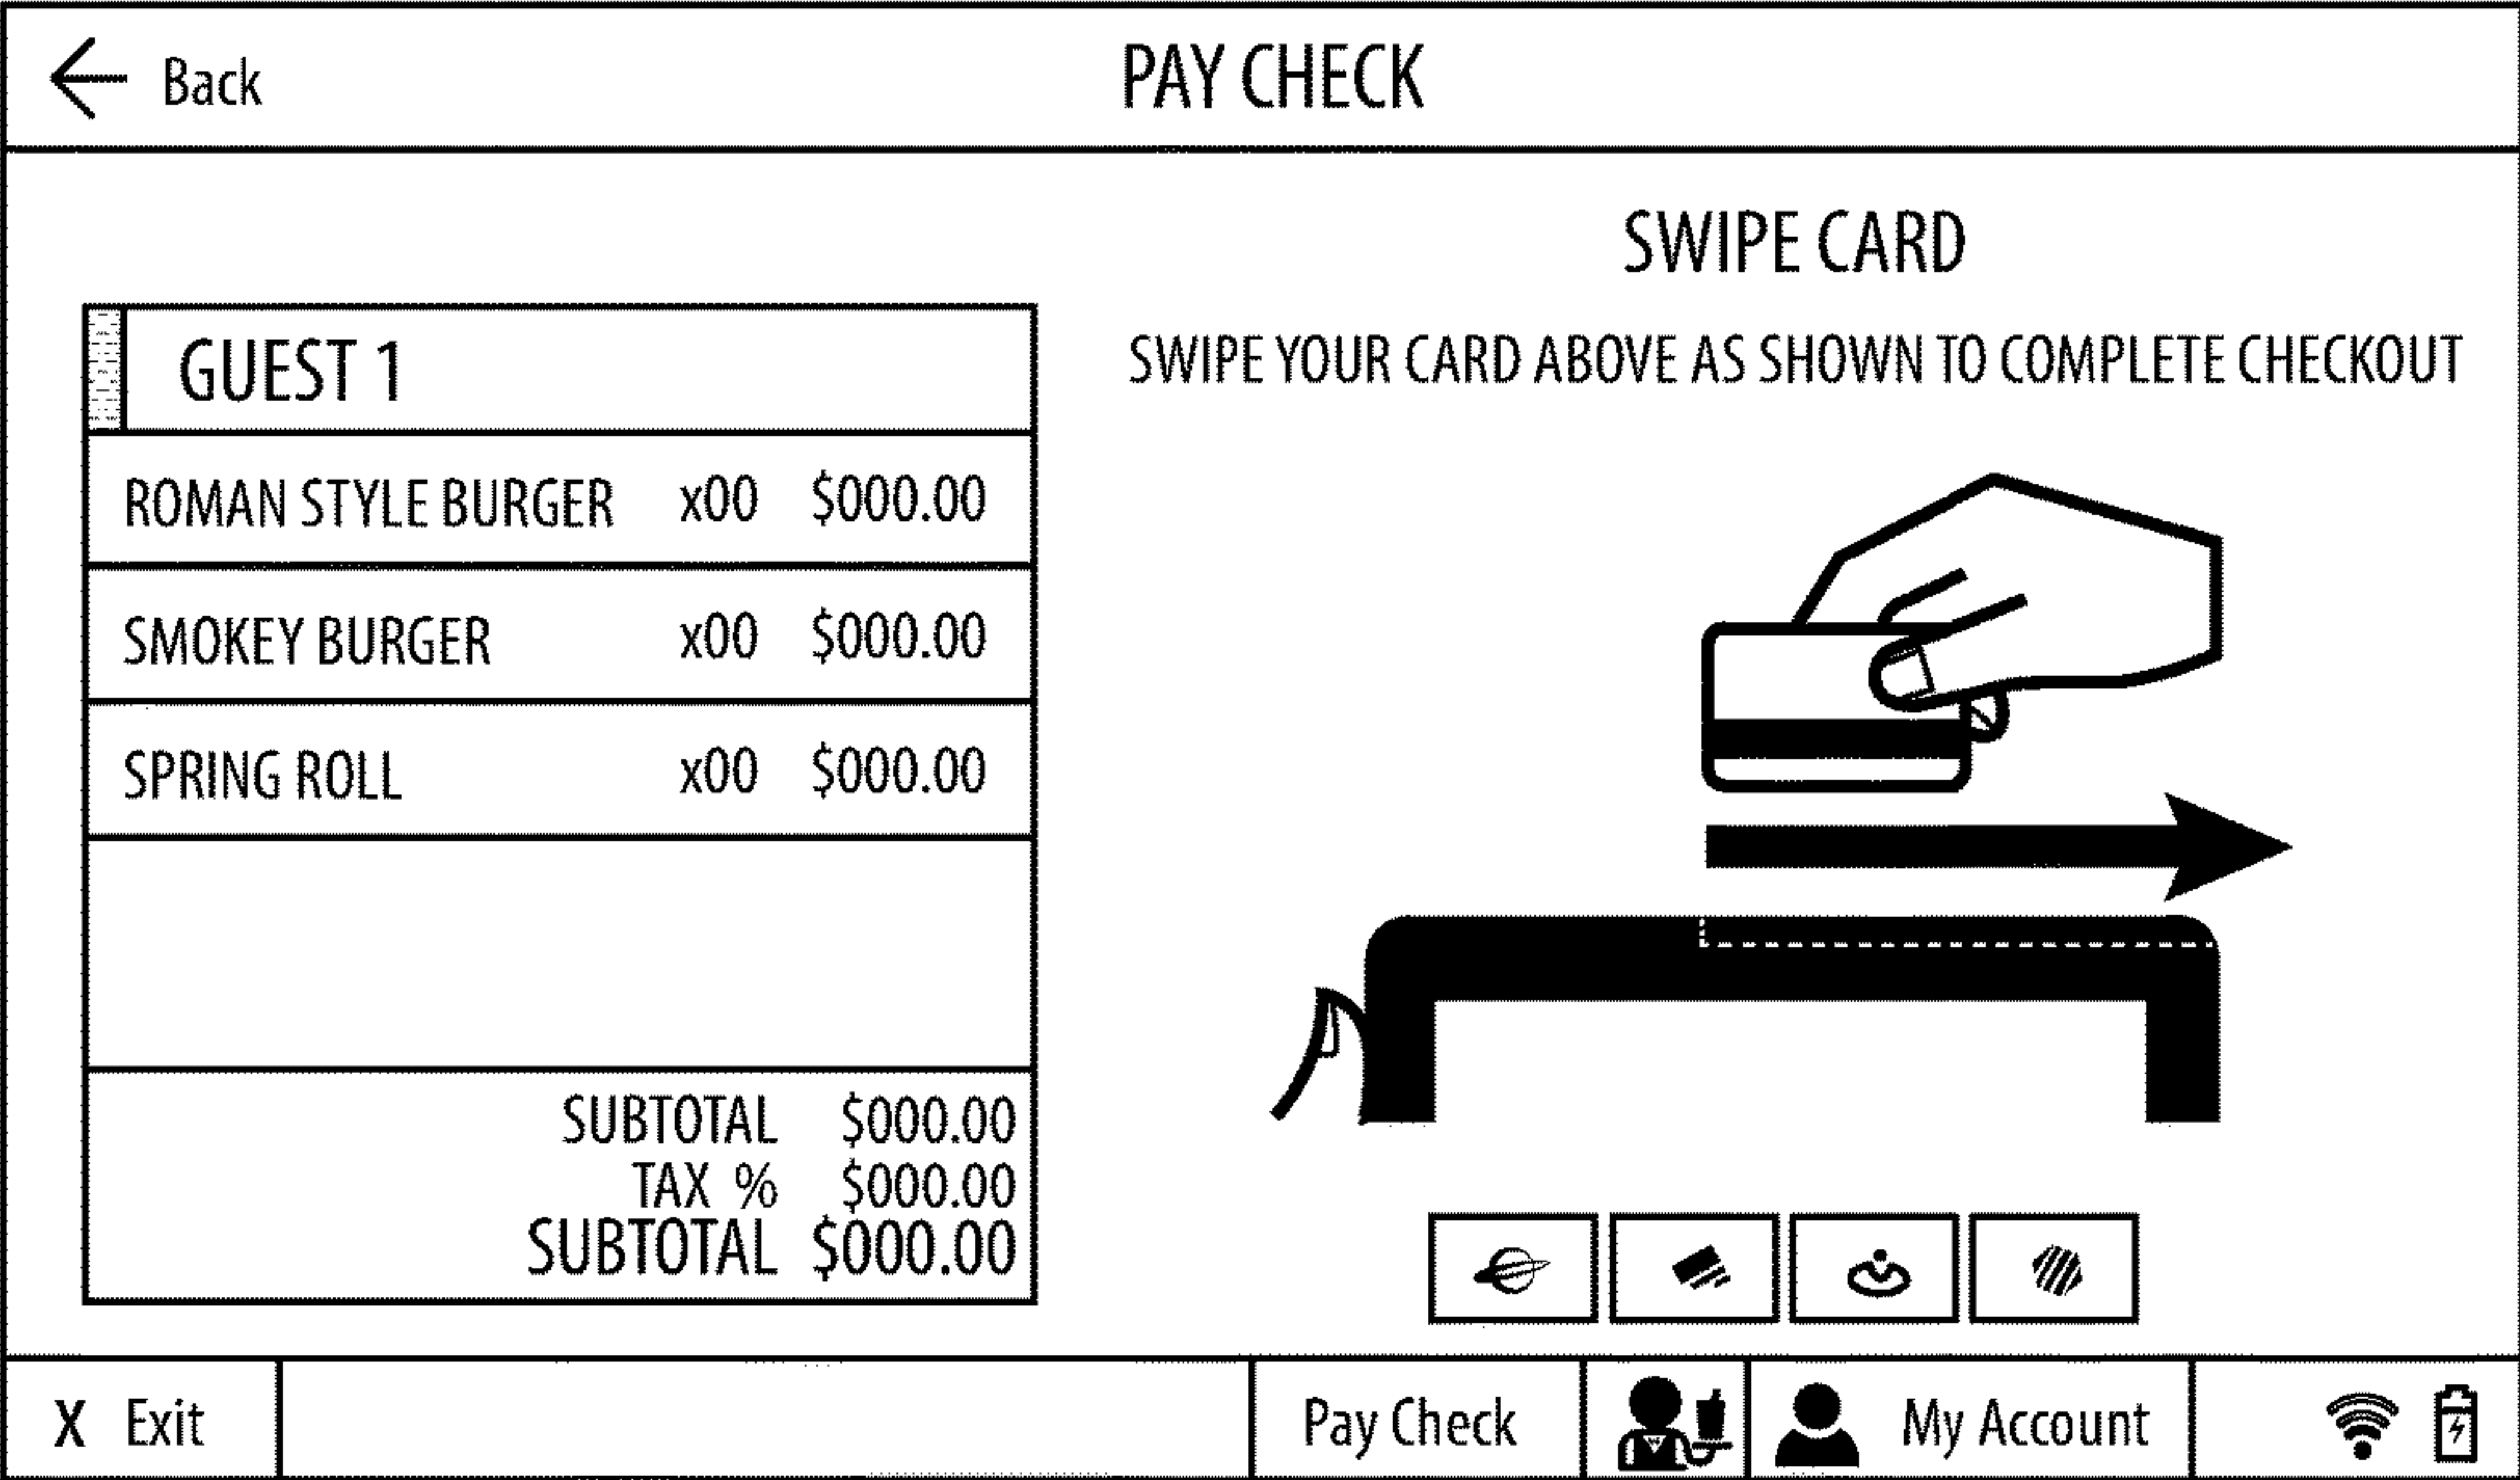 Back
PAY CHECK
SWIPE CARD
SWIPE YOUR CARD ABOVE AS SHOWN TO COMPLETE CHECKOUT
GUEST 1
ROMAN STYLE BURGER x00 $000.00
SMOKEY BURGER x00 $000.00
SPRING ROLL x00 $000.00
SUBTOTAL $000.00
TAX % $000.00
SUBTOTAL $000.00
X Exit
Pay Check
My Account